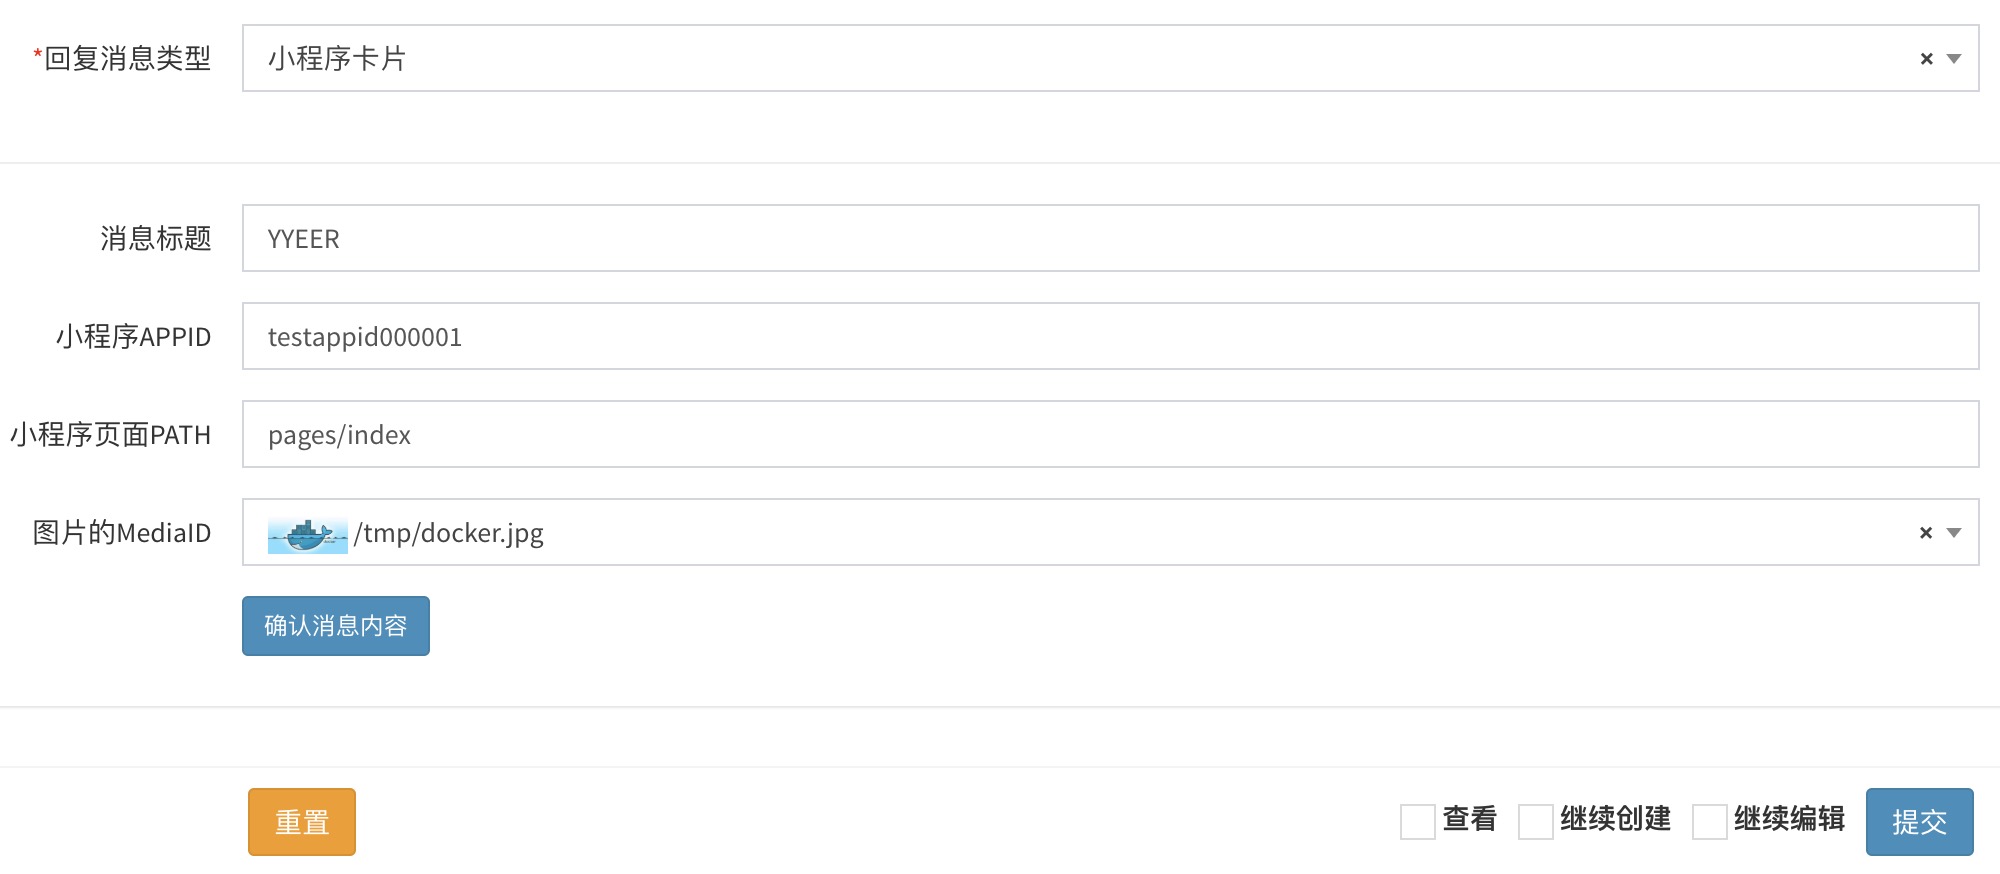 *回复消息类型 小程序卡片 ×
消息标题 YYEER
小程序APPID testappid000001
小程序页面PATH pages/index
图片的MediaID /tmp/docker.jpg ×
确认消息内容
重置 查看 继续创建 继续编辑 提交